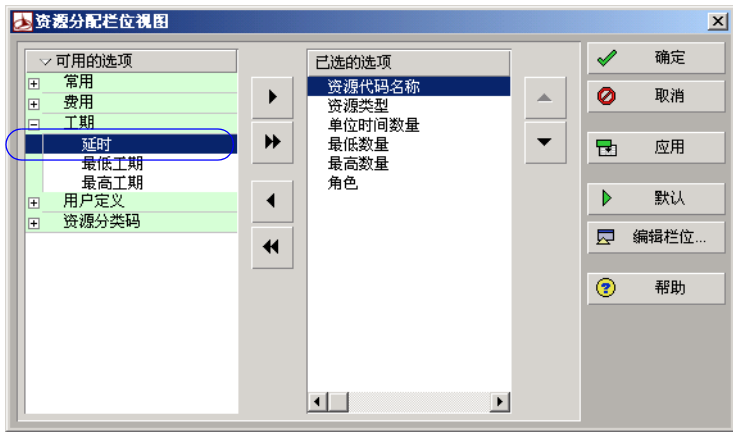 资源分配栏位视图
可用的选项
常用
费用
工期
延时
最低工期
最高工期
用户定义
资源分类码
已选的选项
资源代码名称
资源类型
单位时间数量
最低数量
最高数量
角色
确定
取消
应用
默认
编辑栏位...
帮助